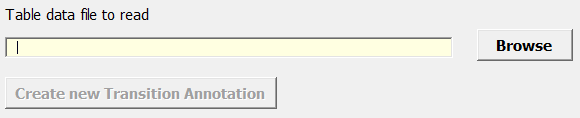 Table data file to read
Browse
Create new Transition Annotation